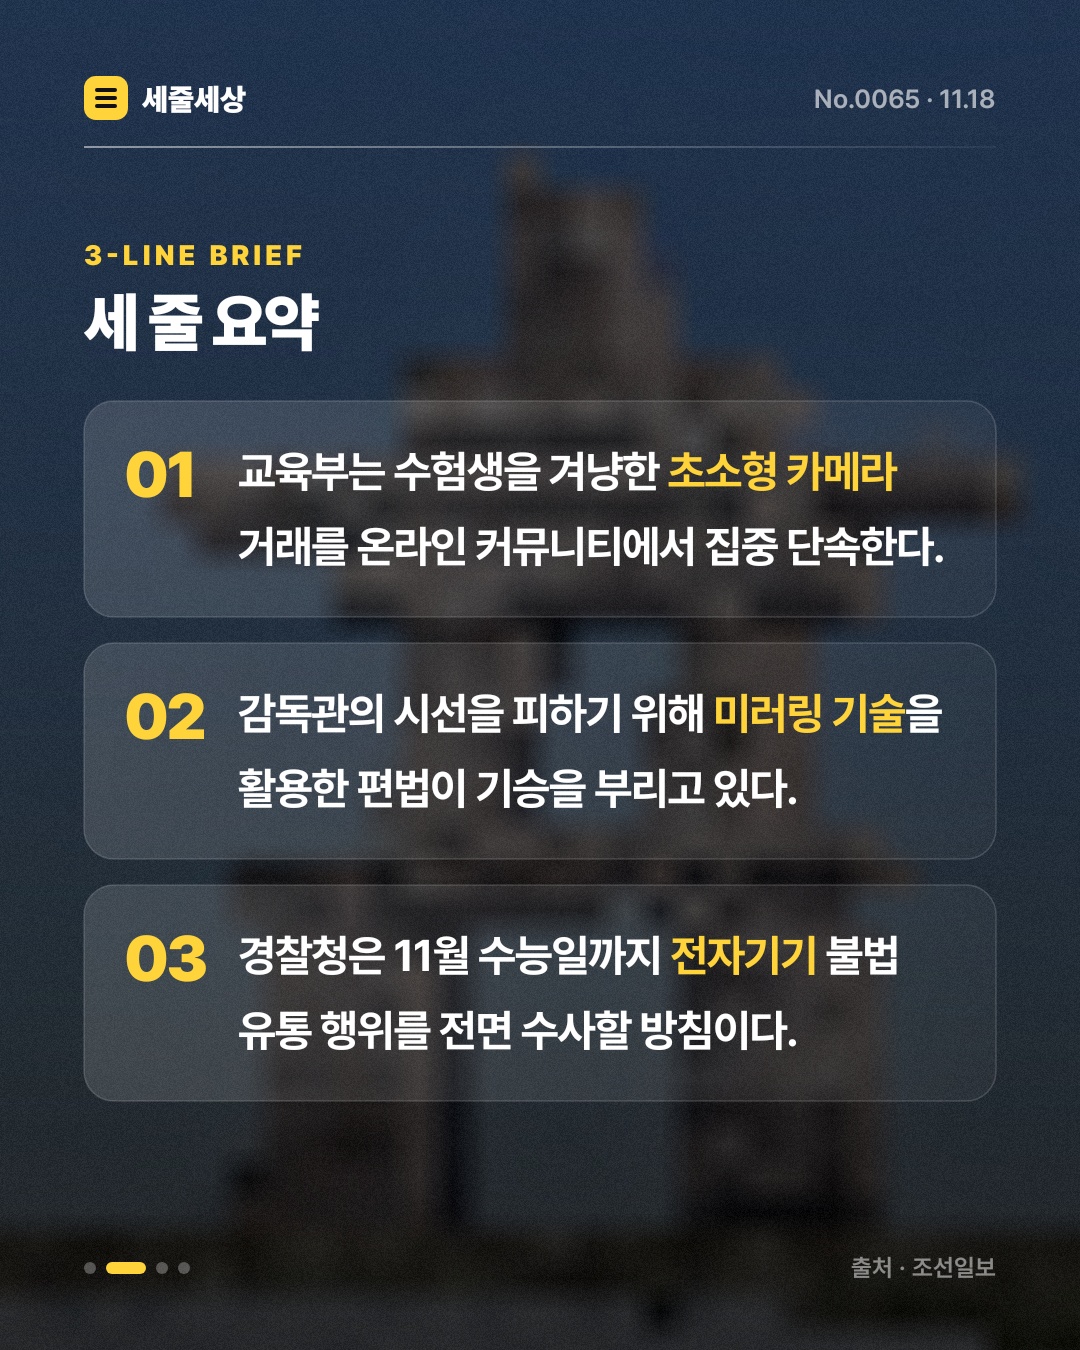 세줄세상
No.0065 · 11.18
3-LINE BRIEF
세 줄 요약
01 교육부는 수험생을 겨냥한 초소형 카메라
거래를 온라인 커뮤니티에서 집중 단속한다.
02 감독관의 시선을 피하기 위해 미러링 기술을
활용한 편법이 기승을 부리고 있다.
03 경찰청은 11월 수능일까지 전자기기 불법
유통 행위를 전면 수사할 방침이다.
출처 · 조선일보